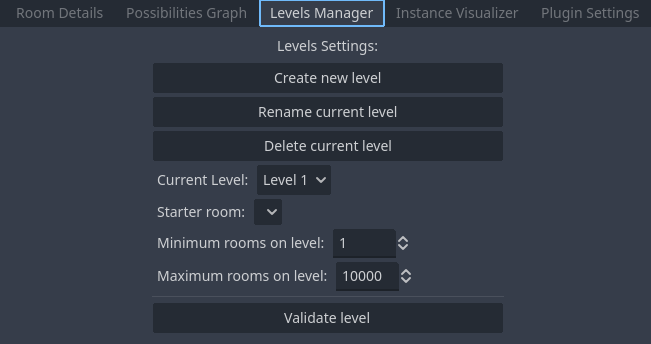 Room Details Possibilities Graph Levels Manager Instance Visualizer Plugin Settings
Levels Settings:
Create new level
Rename current level
Delete current level
Current Level: Level 1
Starter room:
Minimum rooms on level: 1
Maximum rooms on level: 10000
Validate level